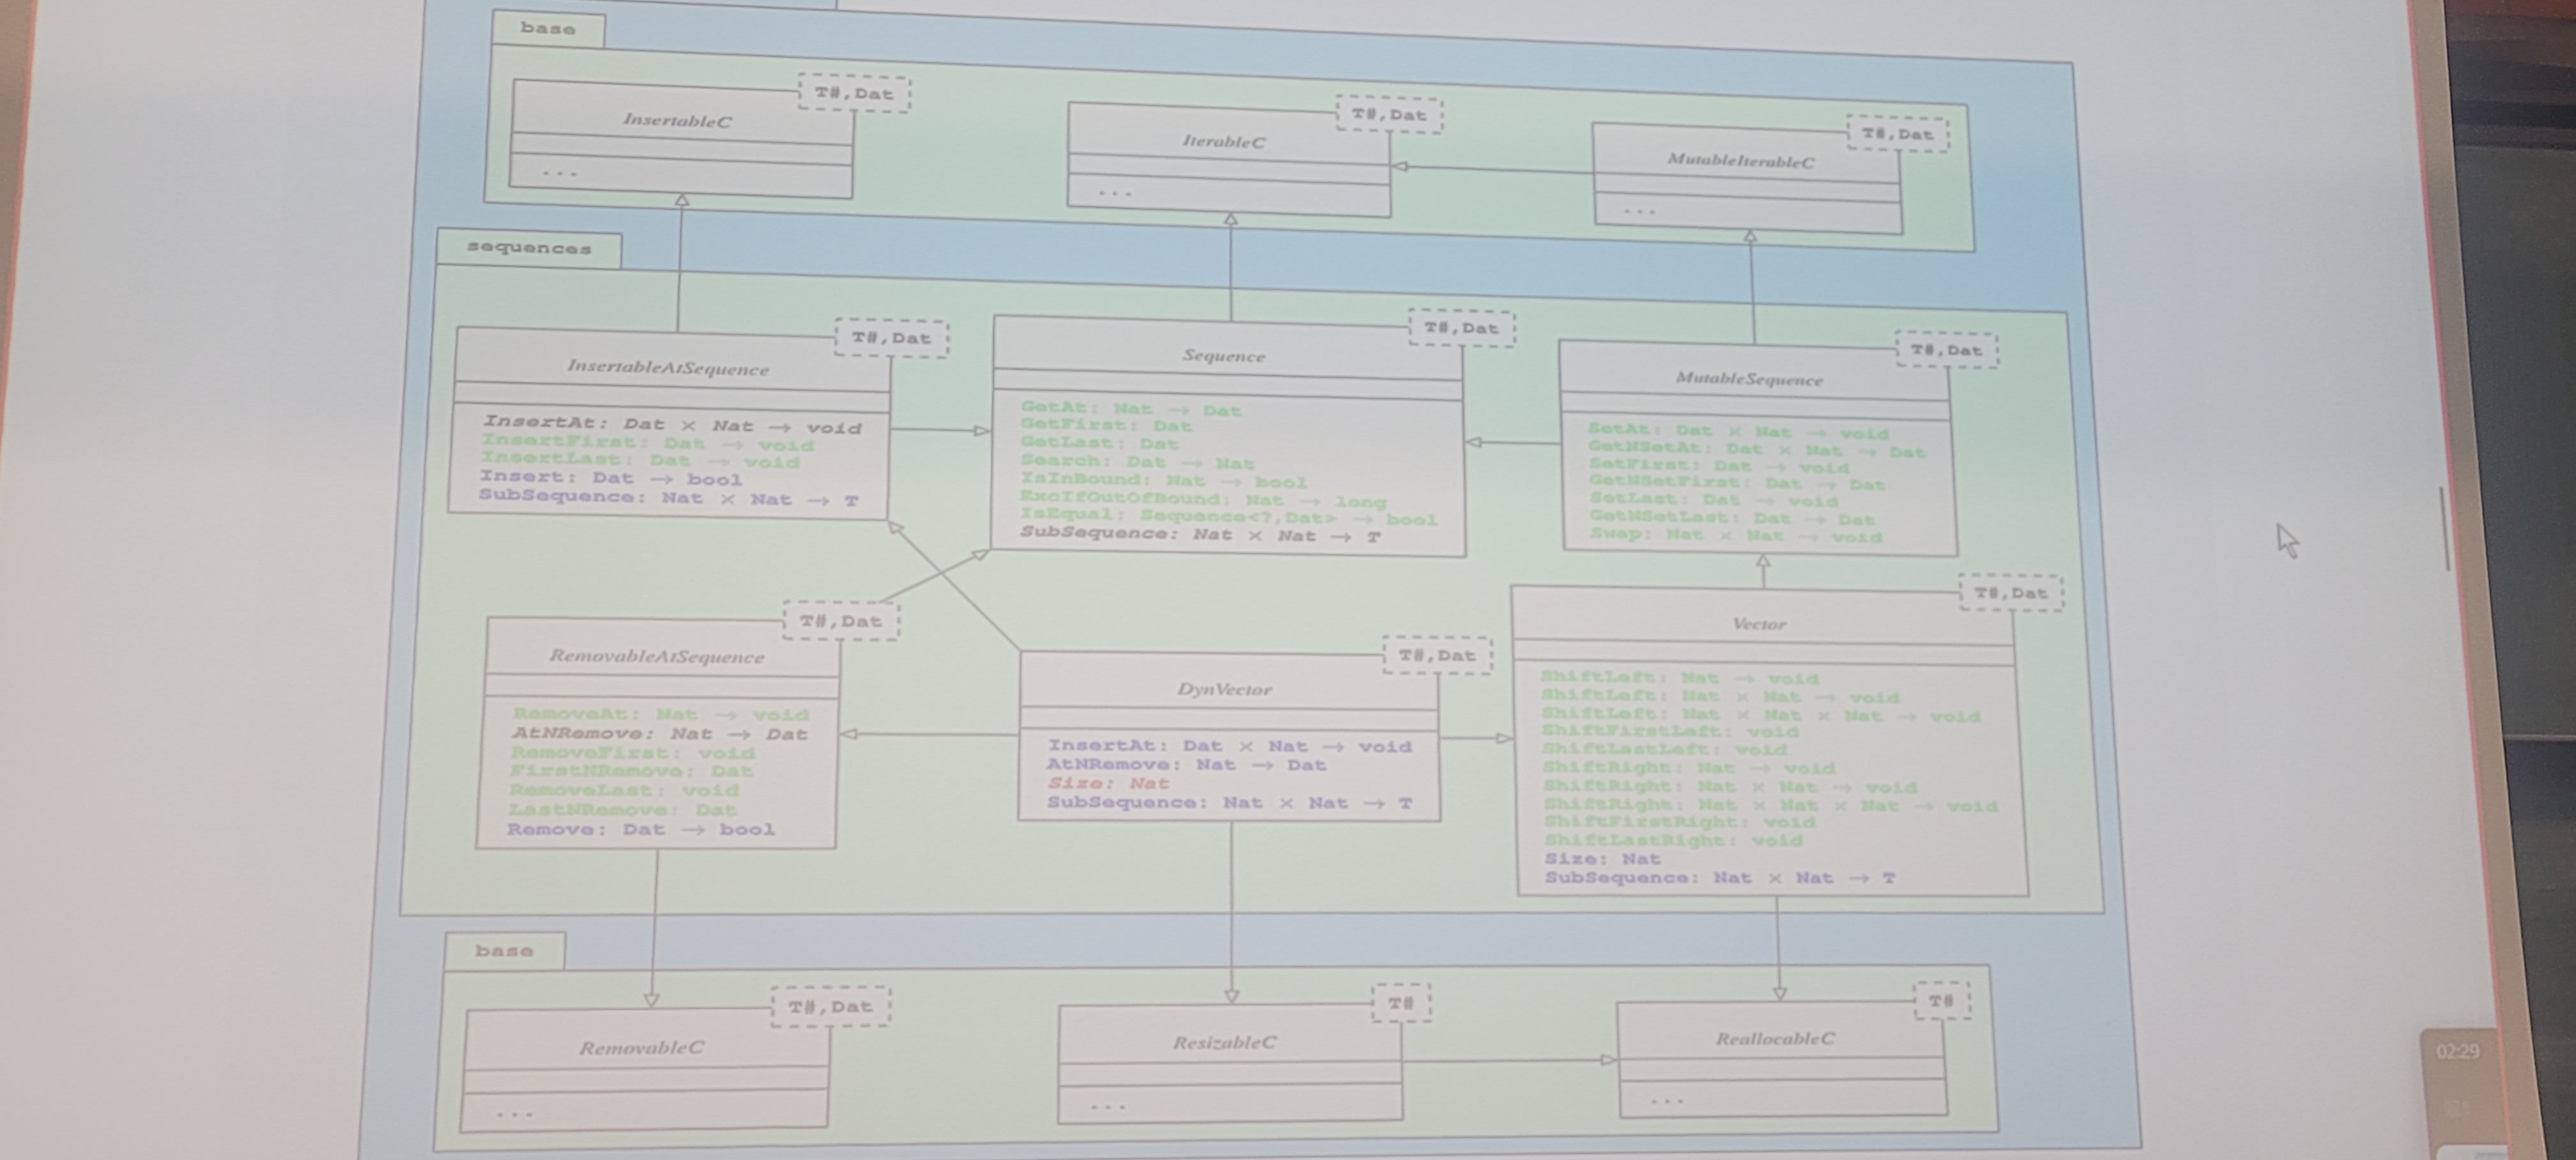 base
T#,Dat
InsertableC
...
T#,Dat
IterableC
...
T#,Dat
MutableIterableC
...
sequences
T#,Dat
InsertableAtSequence
InsertAt: Dat × Nat → void
InsertFirst: Dat → void
InsertLast: Dat → void
Insert: Dat → bool
SubSequence: Nat × Nat → T
T#,Dat
Sequence
GetAt: Nat → Dat
GetFirst: Dat
GetLast: Dat
Search: Dat → Nat
IsInBound: Nat → bool
ExcIfOutOfBound: Nat → long
IsEqual: Sequence<?,Dat> → bool
SubSequence: Nat × Nat → T
T#,Dat
MutableSequence
SetAt: Dat × Nat → void
GetNSetAt: Dat × Nat → Dat
SetFirst: Dat → void
GetNSetFirst: Dat → Dat
SetLast: Dat → void
GetNSetLast: Dat → Dat
Swap: Nat × Nat → void
T#,Dat
RemovableAtSequence
RemoveAt: Nat → void
AtNRemove: Nat → Dat
RemoveFirst: void
FirstNRemove: Dat
RemoveLast: void
LastNRemove: Dat
Remove: Dat → bool
T#,Dat
DynVector
InsertAt: Dat × Nat → void
AtNRemove: Nat → Dat
Size: Nat
SubSequence: Nat × Nat → T
T#,Dat
Vector
ShiftLeft: Nat → void
ShiftLeft: Nat × Nat → void
ShiftLeft: Nat × Nat × Nat → void
ShiftFirstLeft: void
ShiftLastLeft: void
ShiftRight: Nat → void
ShiftRight: Nat × Nat → void
ShiftRight: Nat × Nat × Nat → void
ShiftFirstRight: void
ShiftLastRight: void
Size: Nat
SubSequence: Nat × Nat → T
base
T#,Dat
RemovableC
...
T#
ResizableC
...
T#
ReallocableC
...
02:29